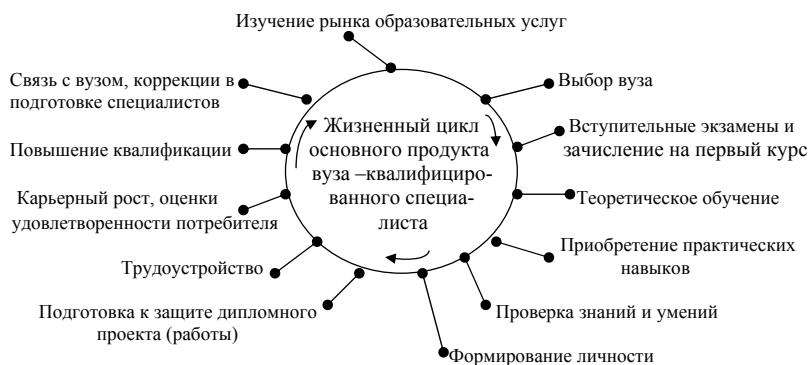 Изучение рынка образовательных услуг
Выбор вуза
Вступительные экзамены и
зачисление на первый курс
Теоретическое обучение
Приобретение практических
навыков
Проверка знаний и умений
Формирование личности
Подготовка к защите дипломного
проекта (работы)
Трудоустройство
Карьерный рост, оценки
удовлетворенности потребителя
Повышение квалификации
Связь с вузом, коррекции в
подготовке специалистов
Жизненный цикл
основного продукта
вуза –квалифициро-
ванного специа-
листа